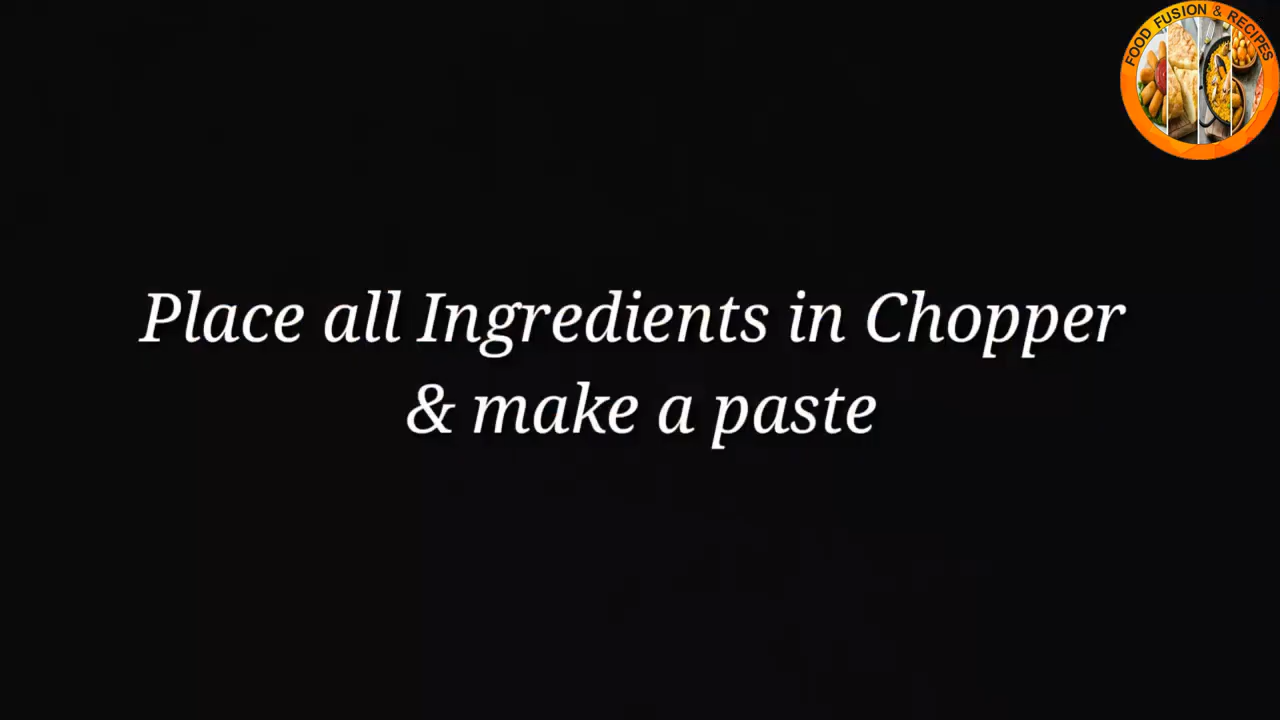 FOOD FUSION & RECIPES
Place all Ingredients in Chopper
& make a paste